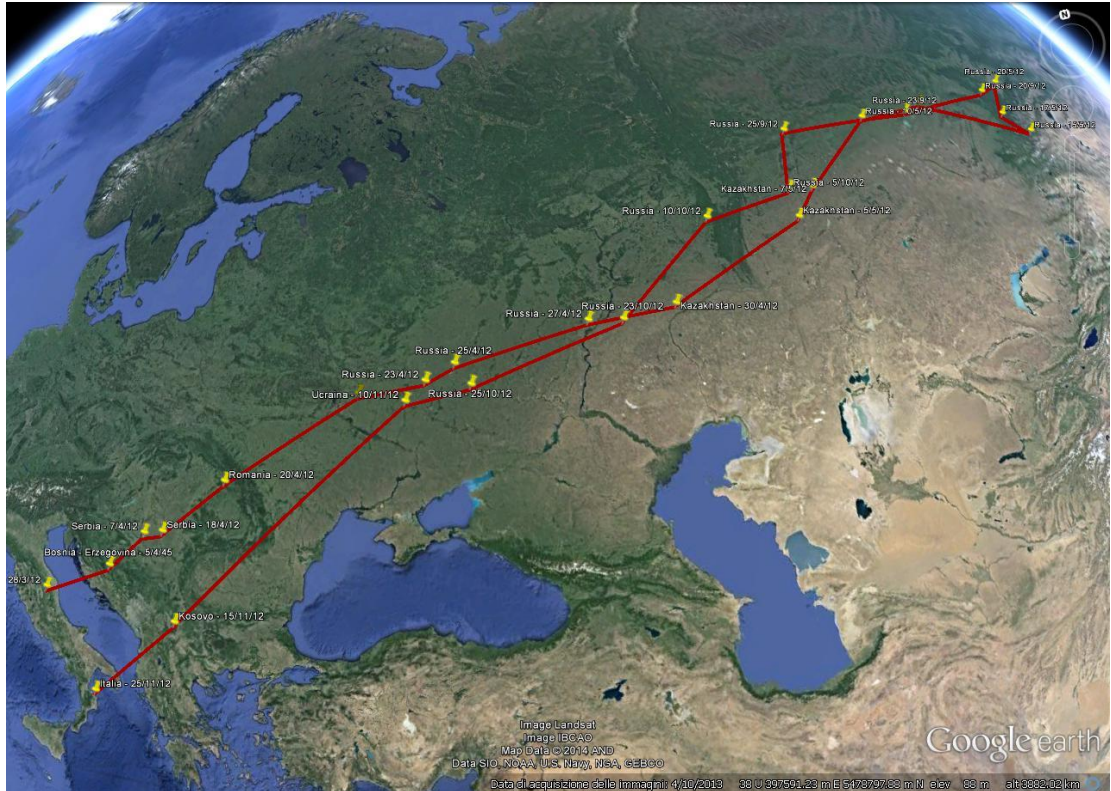 N
Russia - 20/5/12
Russia - 20/9/12
Russia - 23/9/12
Russia - 17/5/12
Russia - 25/9/12
Kazakhstan - 7/5/12
Russia - 5/10/12
Russia - 10/10/12
Kazakhstan - 5/5/12
Russia - 23/10/12
Kazakhstan - 30/4/12
Russia - 27/4/12
Russia - 25/4/12
Russia - 23/4/12
Ucraina - 10/11/12
Russia - 25/10/12
Romania - 20/4/12
Serbia - 7/4/12
Serbia - 18/4/12
Bosnia - Erzegovina - 5/4/45
28/3/12
Kosovo - 15/11/12
Italia - 25/11/12
Image Landsat
Image IBCAO
Map Data © 2014 AND
Data SIO, NOAA, U.S. Navy, NGA, GEBCO
Google earth
Data di acquisizione delle immagini: 4/10/2013 38 U 397591.23 m E 5478797.88 m N elev 88 m alt 3882.02 km